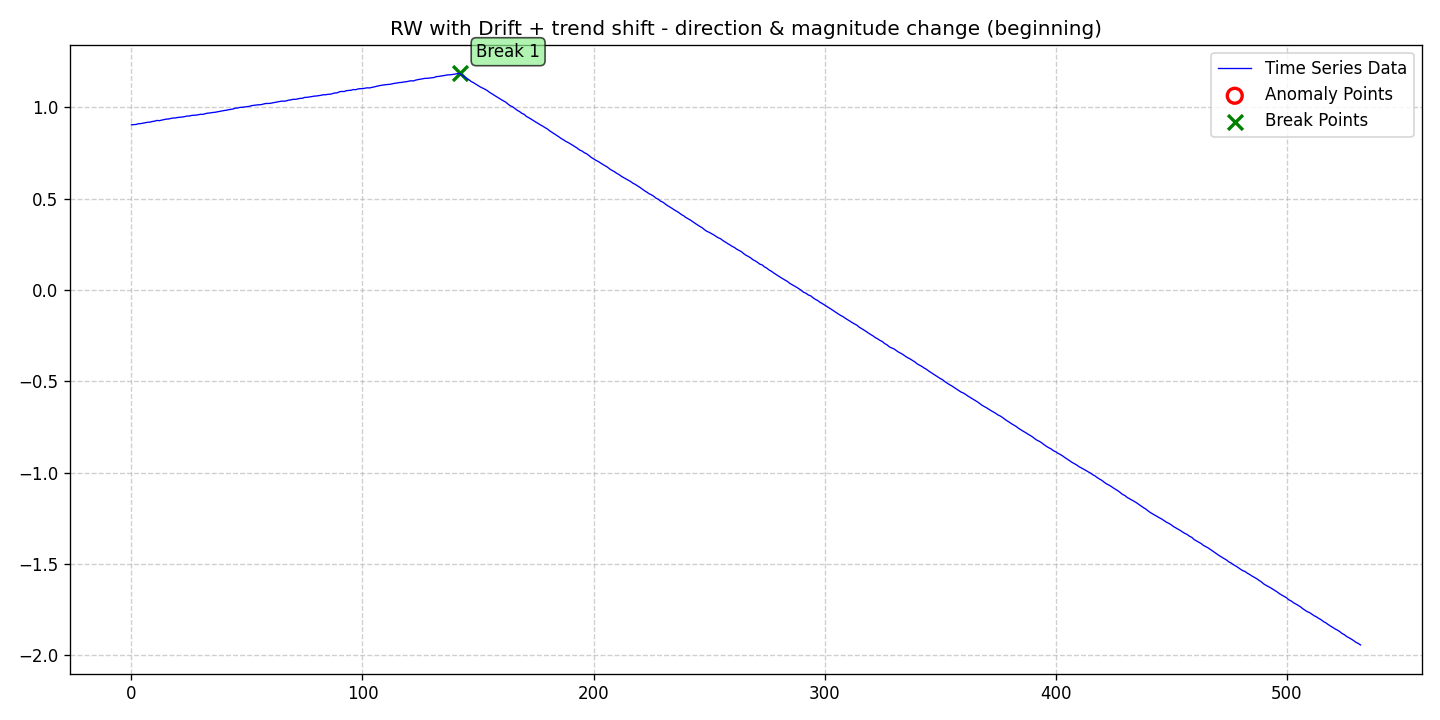 RW with Drift + trend shift - direction & magnitude change (beginning)
Break 1
Time Series Data
Anomaly Points
Break Points
1.0
0.5
0.0
−0.5
−1.0
−1.5
−2.0
0 100 200 300 400 500